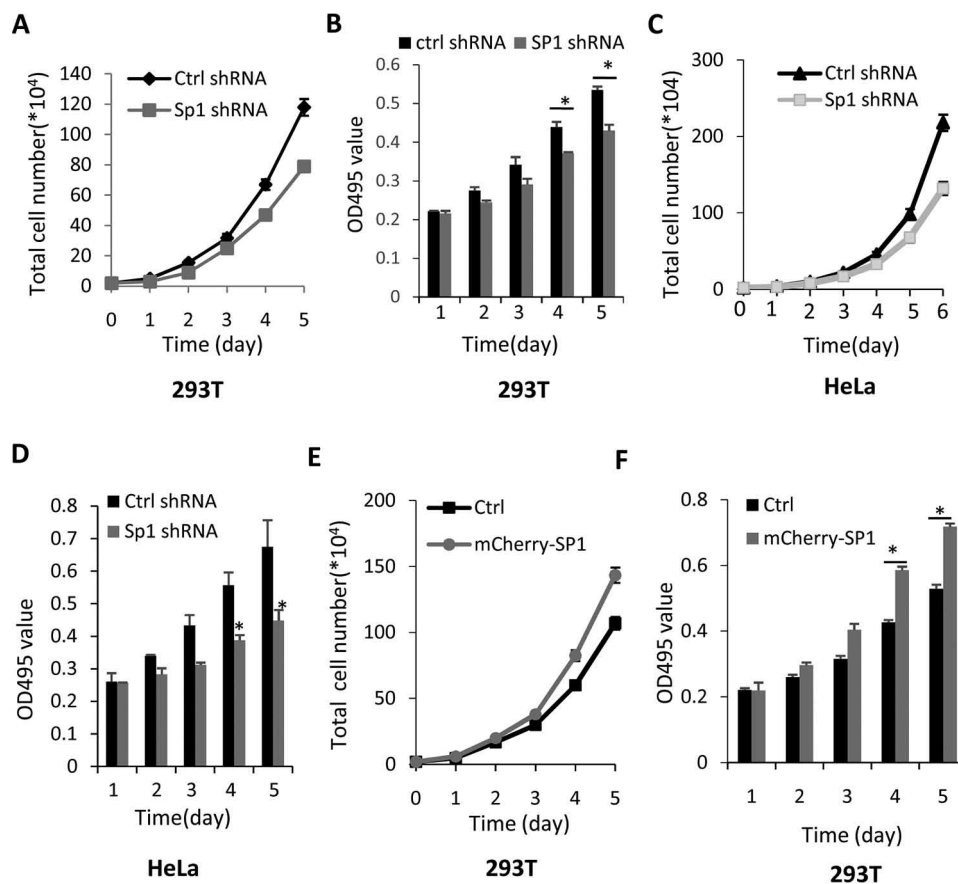 A
Ctrl shRNA
Sp1 shRNA
Total cell number(*10⁴)
140
120
100
80
60
40
20
0
0 1 2 3 4 5
Time (day)
293T
B
ctrl shRNA SP1 shRNA
OD495 value
0.6
0.5
0.4
0.3
0.2
0.1
0
*
*
1 2 3 4 5
Time(day)
293T
C
Ctrl shRNA
Sp1 shRNA
Total cell number(*104)
300
200
100
0
0 1 2 3 4 5 6
Time(day)
HeLa
D
Ctrl shRNA
Sp1 shRNA
OD495 value
0.8
0.7
0.6
0.5
0.4
0.3
0.2
0.1
0
*
*
1 2 3 4 5
Time(day)
HeLa
E
Ctrl
mCherry-SP1
Total cell number(*10⁴)
200
150
100
50
0
0 1 2 3 4 5
Time (day)
293T
F
Ctrl
mCherry-SP1
OD495 value
0.8
0.6
0.4
0.2
0
*
*
1 2 3 4 5
Time (day)
293T